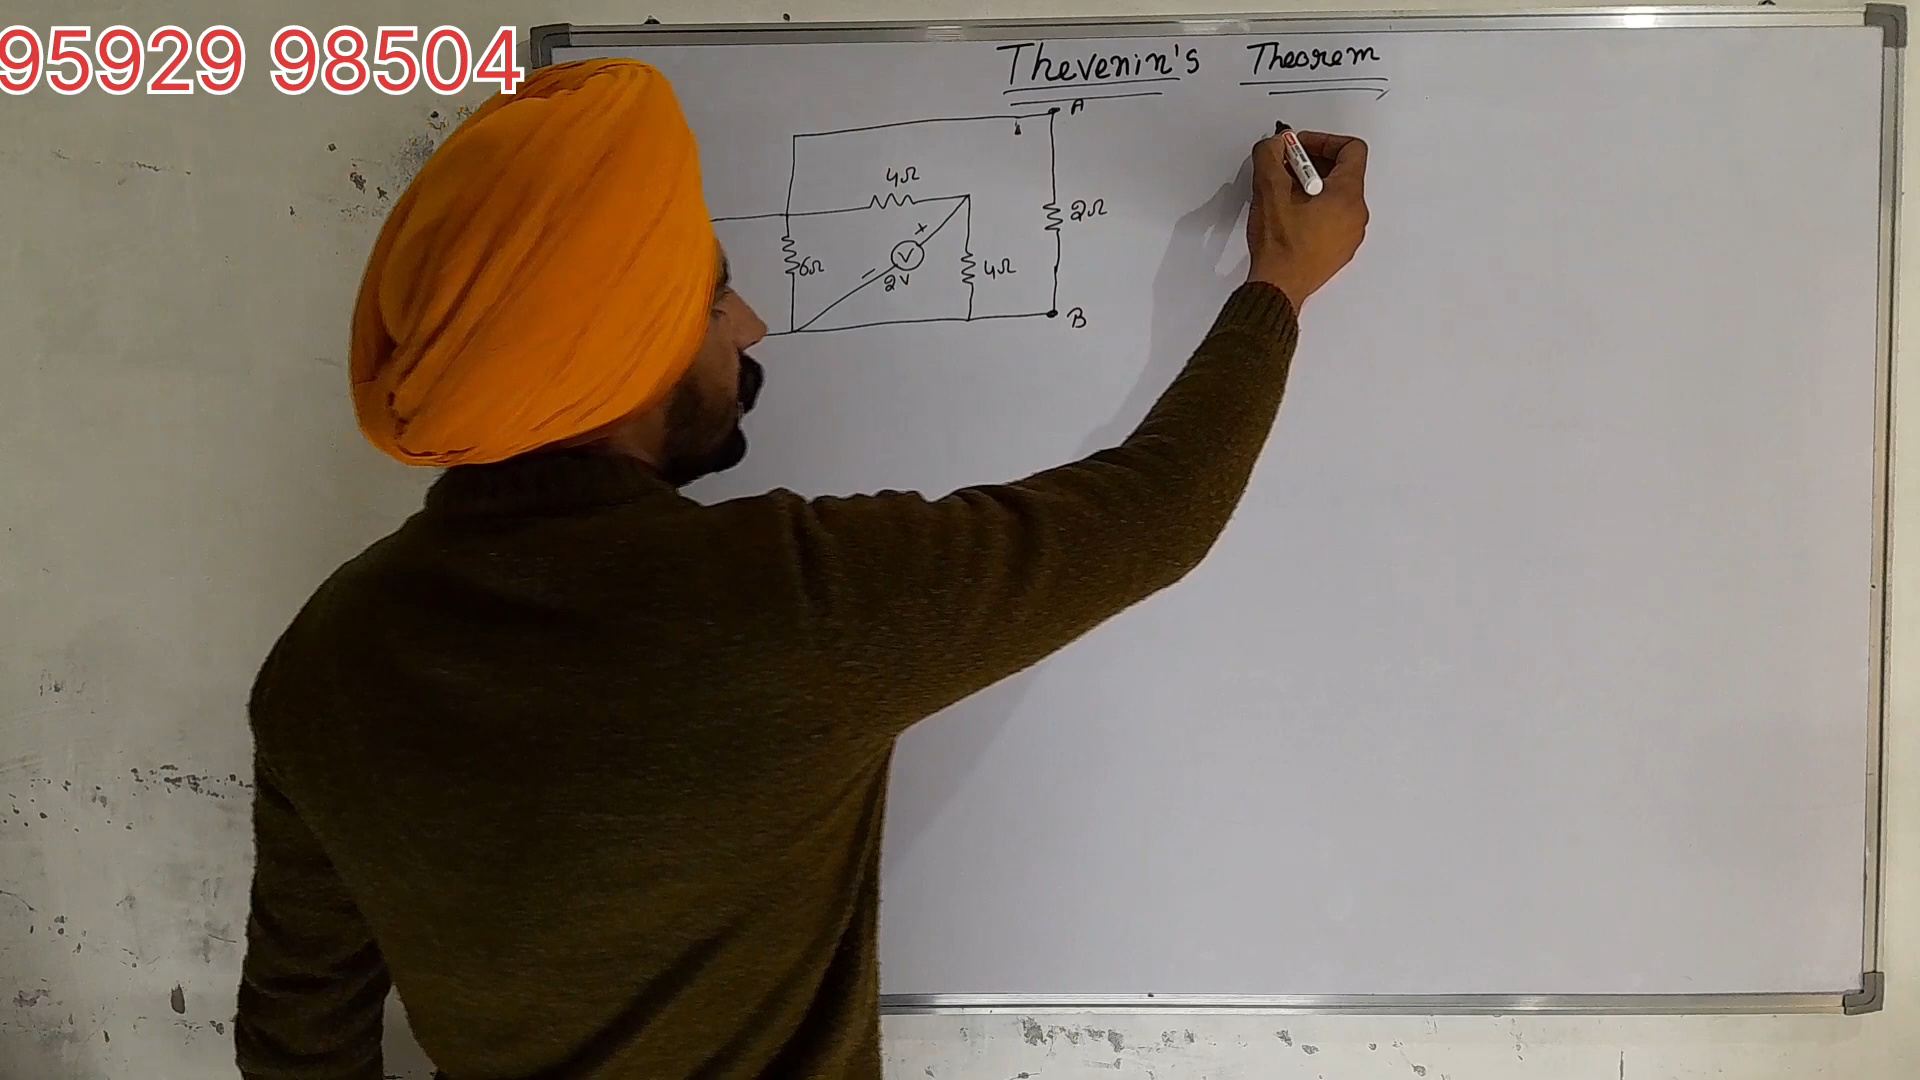 95929 98504
Thevenin's Theorem
A
4Ω
2Ω
+
V
6Ω
-
4Ω
2V
B